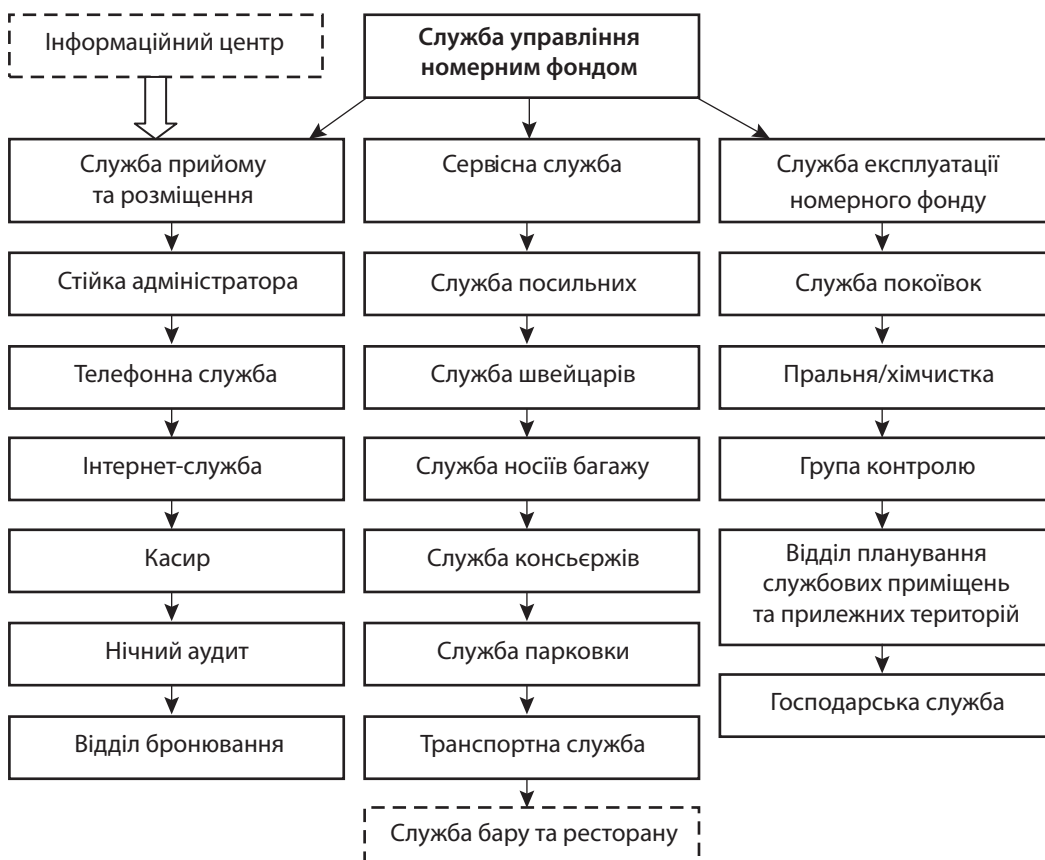 Інформаційний центр
Служба управління
номерним фондом
Служба прийому
та розміщення
Сервісна служба
Служба експлуатації
номерного фонду
Стійка адміністратора
Служба посильних
Служба покоївок
Телефонна служба
Служба швейцарів
Пральня/хімчистка
Інтернет-служба
Служба носіїв багажу
Група контролю
Касир
Служба консьєржів
Відділ планування
службових приміщень
та прилежних територій
Нічний аудит
Служба парковки
Господарська служба
Відділ бронювання
Транспортна служба
Служба бару та ресторану